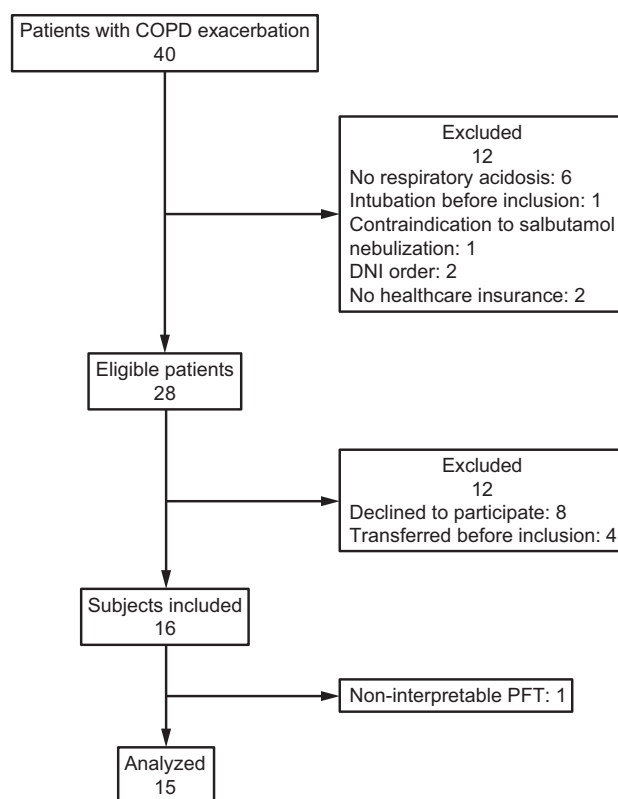 Patients with COPD exacerbation
40
Excluded
12
No respiratory acidosis: 6
Intubation before inclusion: 1
Contraindication to salbutamol
nebulization: 1
DNI order: 2
No healthcare insurance: 2
Eligible patients
28
Excluded
12
Declined to participate: 8
Transferred before inclusion: 4
Subjects included
16
Non-interpretable PFT: 1
Analyzed
15